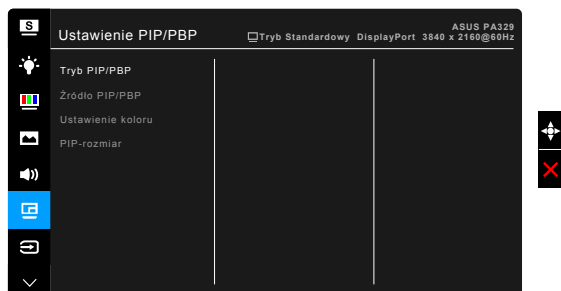 S
ASUS PA329
Ustawienie PIP/PBP
Tryb Standardowy DisplayPort 3840 x 2160@60Hz
Tryb PIP/PBP
Źródło PIP/PBP
Ustawienie koloru
PIP-rozmiar